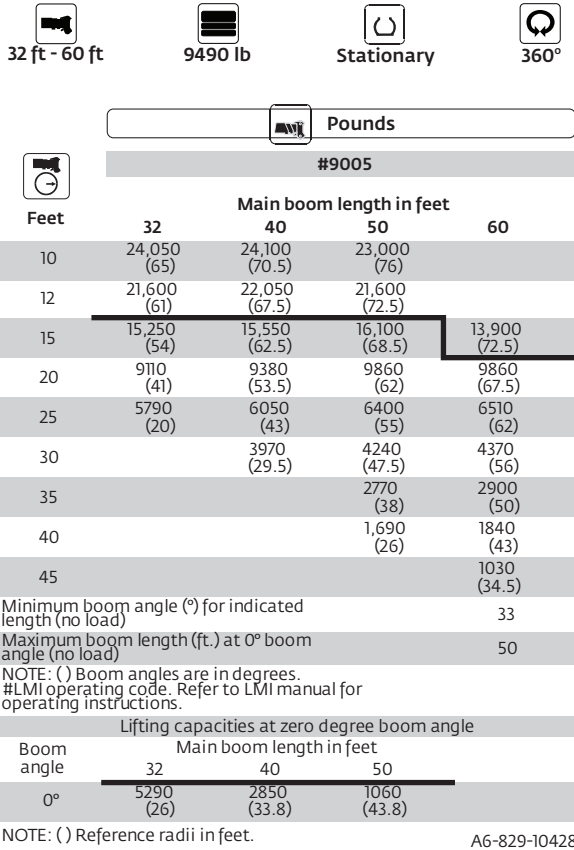 32 ft - 60 ft 9490 lb Stationary 360°
Pounds
#9005
Feet
Main boom length in feet
32 40 50 60
10 24,050 (65) 24,100 (70.5) 23,000 (76)
12 21,600 (61) 22,050 (67.5) 21,600 (72.5)
15 15,250 (54) 15,550 (62.5) 16,100 (68.5) 13,900 (72.5)
20 9110 (41) 9380 (53.5) 9860 (62) 9860 (67.5)
25 5790 (20) 6050 (43) 6400 (55) 6510 (62)
30 3970 (29.5) 4240 (47.5) 4370 (56)
35 2770 (38) 2900 (50)
40 1,690 (26) 1840 (43)
45 1030 (34.5)
Minimum boom angle (°) for indicated
length (no load) 33
Maximum boom length (ft.) at 0° boom
angle (no load) 50
NOTE: ( ) Boom angles are in degrees.
#LMI operating code. Refer to LMI manual for
operating instructions.
Lifting capacities at zero degree boom angle
Boom angle Main boom length in feet
32 40 50
0° 5290 (26) 2850 (33.8) 1060 (43.8)
NOTE: ( ) Reference radii in feet.
A6-829-10428